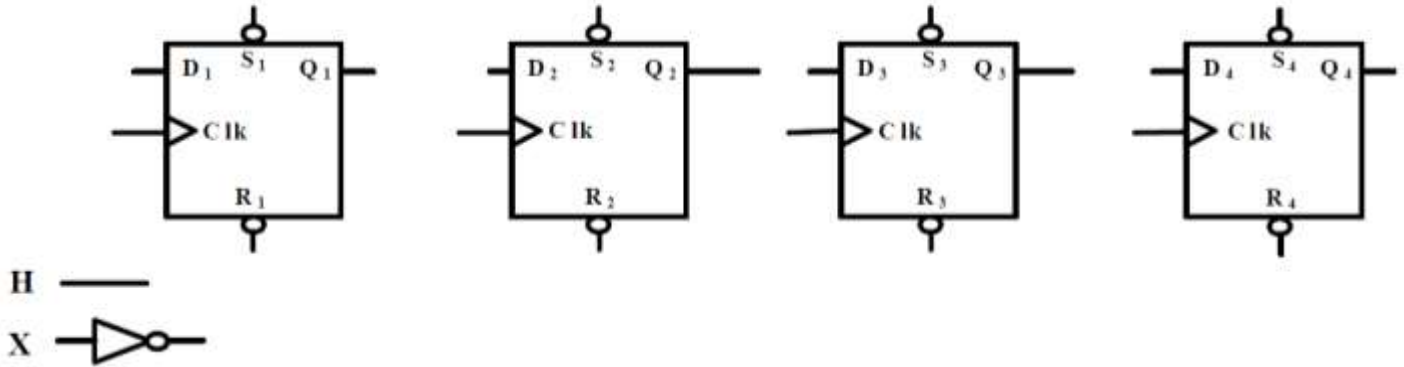 D₁ S₁ Q₁ D₂ S₂ Q₂ D₃ S₃ Q₃ D₄ S₄ Q₄
Clk Clk Clk Clk
R₁ R₂ R₃ R₄
H
X